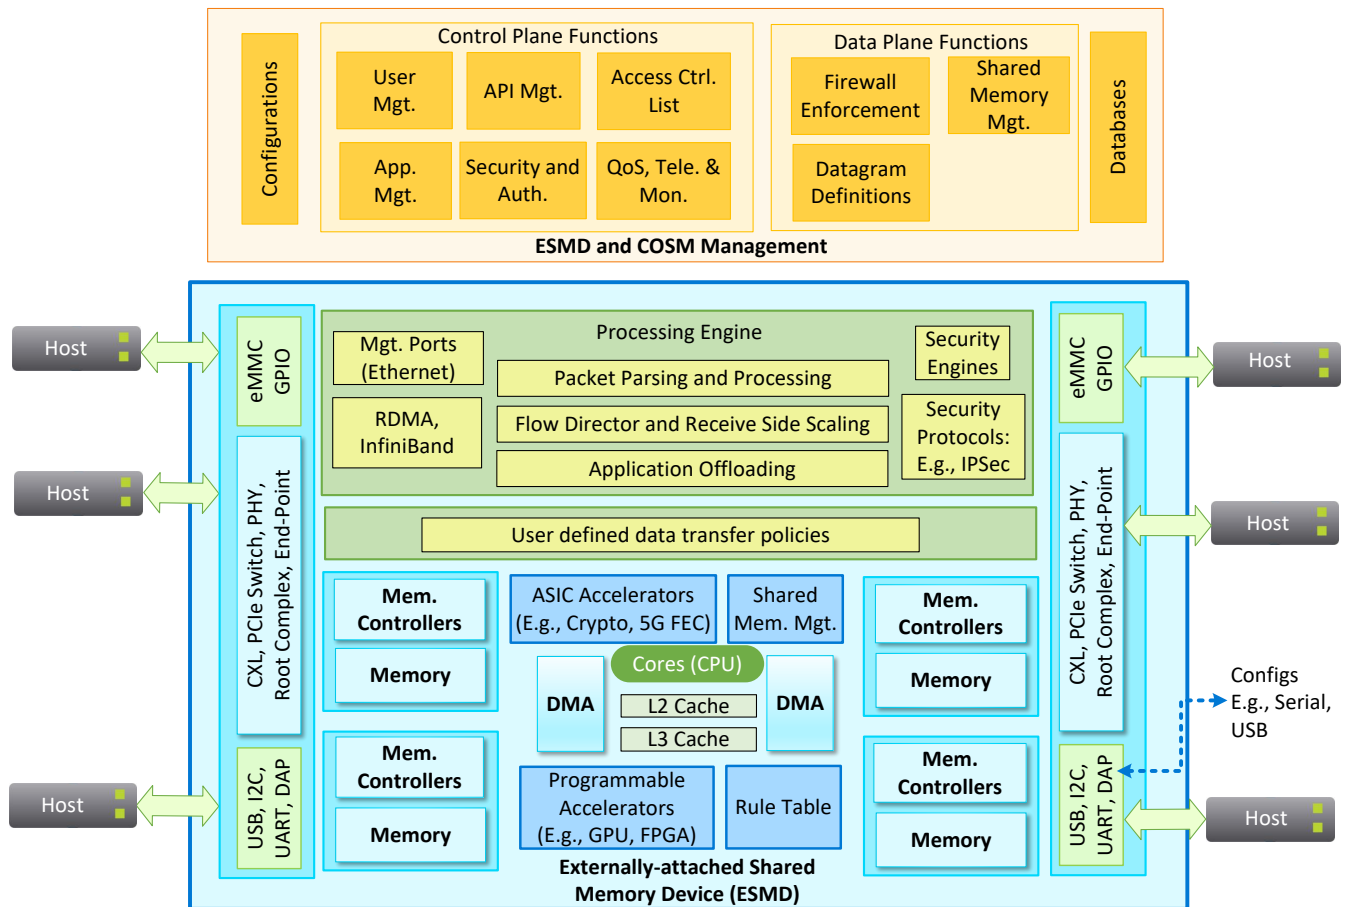 Control Plane Functions
Data Plane Functions
Configurations
User
Mgt.
API Mgt.
Access Ctrl.
List
App.
Mgt.
Security and
Auth.
QoS, Tele. &
Mon.
Firewall
Enforcement
Shared
Memory
Mgt.
Datagram
Definitions
Databases
ESMD and COSM Management
Host
Host
Host
eMMC
GPIO
CXL, PCIe Switch, PHY,
Root Complex, End-Point
USB, I2C,
UART, DAP
Processing Engine
Mgt. Ports
(Ethernet)
RDMA,
InfiniBand
Packet Parsing and Processing
Flow Director and Receive Side Scaling
Application Offloading
Security
Engines
Security
Protocols:
E.g., IPSec
User defined data transfer policies
Mem.
Controllers
Memory
Mem.
Controllers
Memory
ASIC Accelerators
(E.g., Crypto, 5G FEC)
Shared
Mem. Mgt.
Cores (CPU)
DMA
L2 Cache
L3 Cache
DMA
Programmable
Accelerators
(E.g., GPU, FPGA)
Rule Table
Mem.
Controllers
Memory
Mem.
Controllers
Memory
Externally-attached Shared
Memory Device (ESMD)
eMMC
GPIO
CXL, PCIe Switch, PHY,
Root Complex, End-Point
USB, I2C,
UART, DAP
Host
Host
Configs
E.g., Serial,
USB
Host